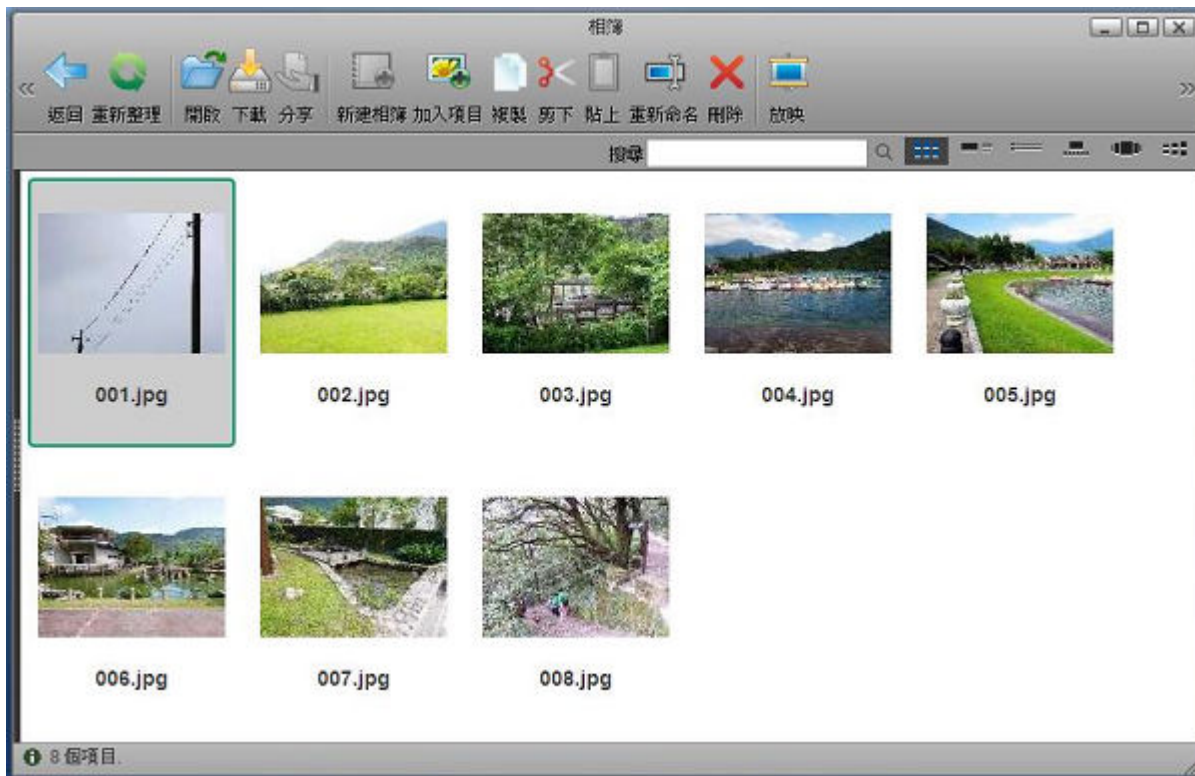 相簿
返回 重新整理 開啟 下載 分享 新建相簿 加入項目 複製 剪下 貼上 重新命名 刪除 放映
搜尋
001.jpg 002.jpg 003.jpg 004.jpg 005.jpg
006.jpg 007.jpg 008.jpg
8 個項目.